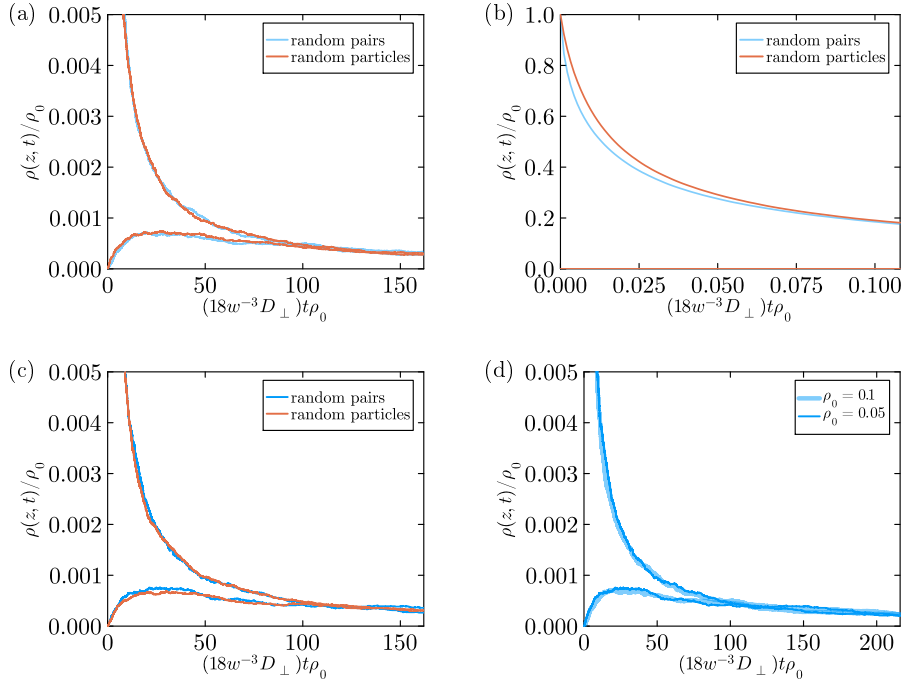 (a)
0.005
0.004
0.003
0.002
0.001
0.000
ρ(z, t)/ρ₀
random pairs
random particles
0 50 100 150
(18w⁻³D⊥)tρ₀
(b)
1.0
0.8
0.6
0.4
0.2
0.0
ρ(z, t)/ρ₀
random pairs
random particles
0.000 0.025 0.050 0.075 0.100
(18w⁻³D⊥)tρ₀
(c)
0.005
0.004
0.003
0.002
0.001
0.000
ρ(z, t)/ρ₀
random pairs
random particles
0 50 100 150
(18w⁻³D⊥)tρ₀
(d)
0.005
0.004
0.003
0.002
0.001
0.000
ρ(z, t)/ρ₀
ρ₀ = 0.1
ρ₀ = 0.05
0 50 100 150 200
(18w⁻³D⊥)tρ₀